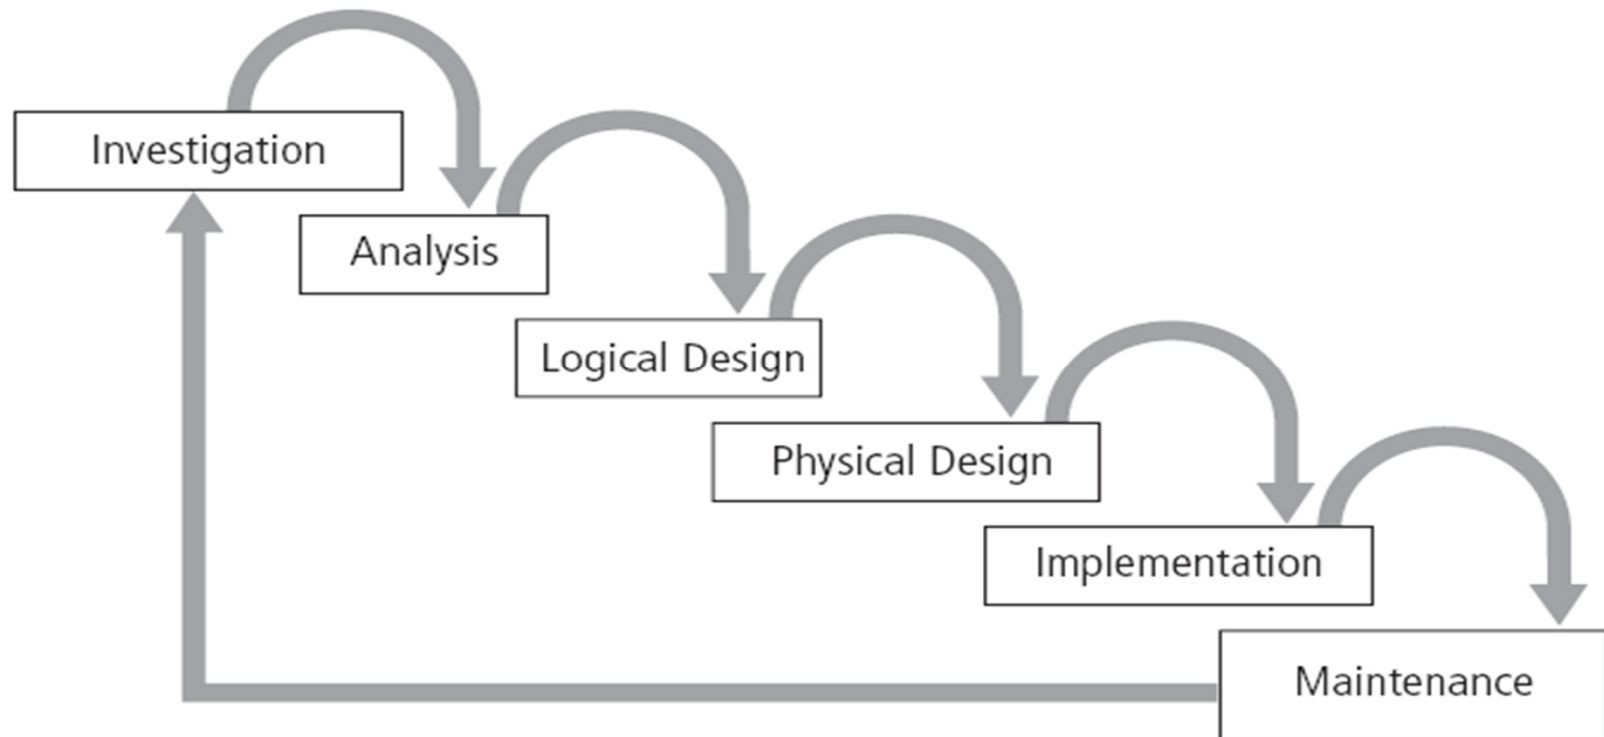 Investigation
Analysis
Logical Design
Physical Design
Implementation
Maintenance